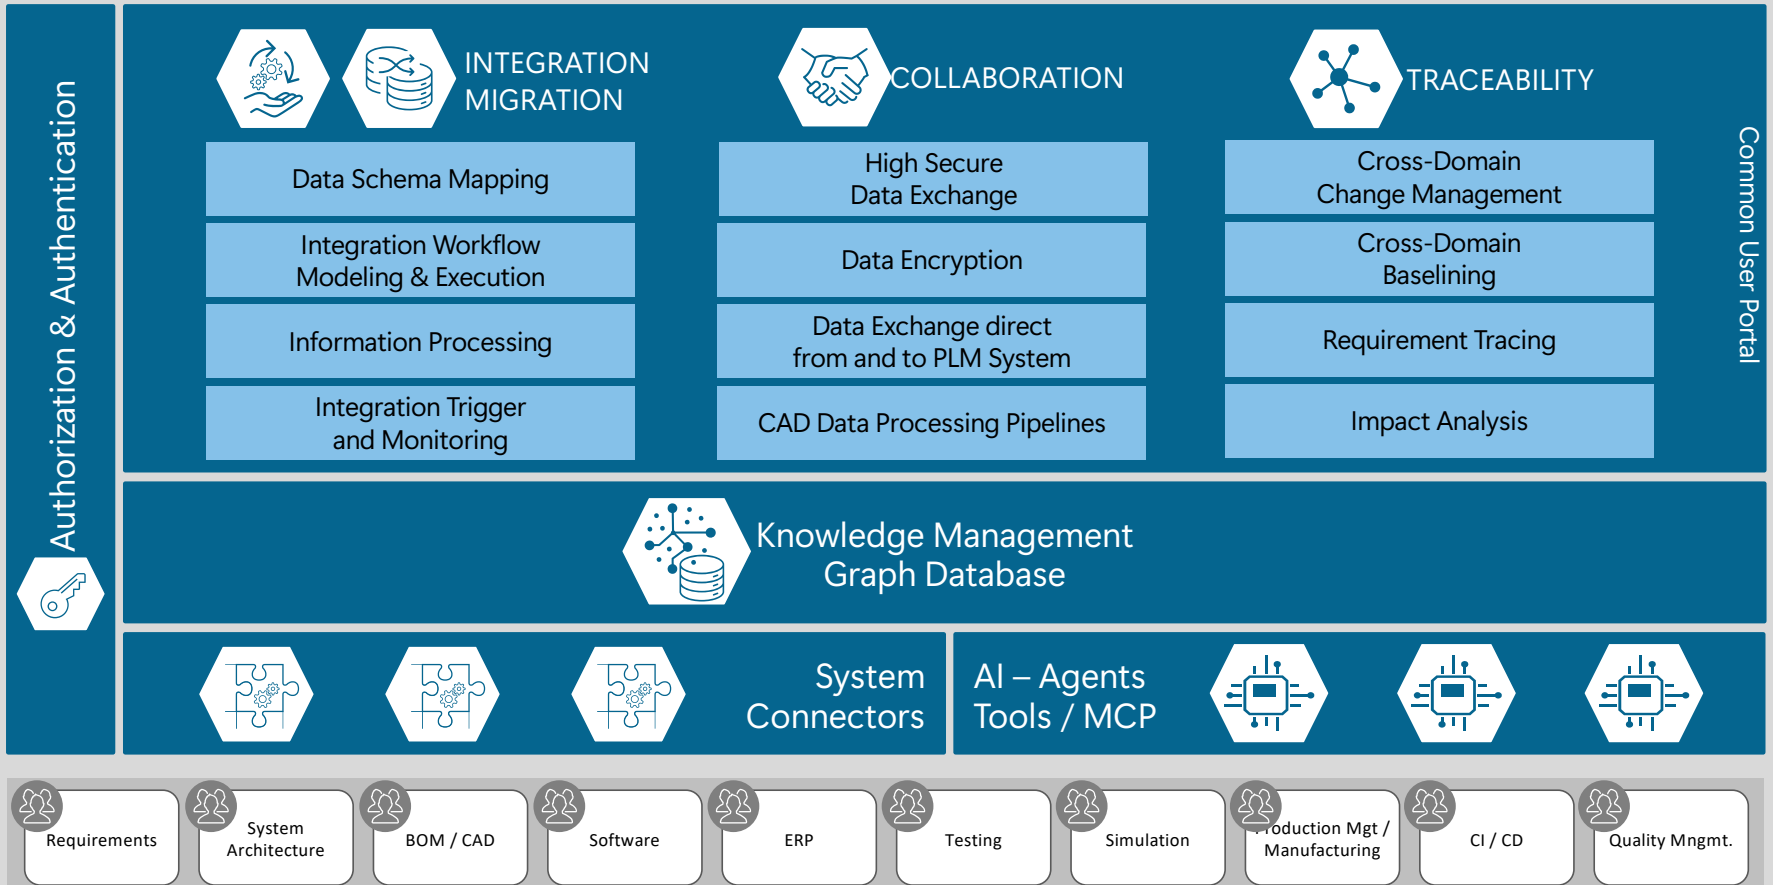 Authorization & Authentication
INTEGRATION
MIGRATION
Data Schema Mapping
Integration Workflow
Modeling & Execution
Information Processing
Integration Trigger
and Monitoring
COLLABORATION
High Secure
Data Exchange
Data Encryption
Data Exchange direct
from and to PLM System
CAD Data Processing Pipelines
TRACEABILITY
Cross-Domain
Change Management
Cross-Domain
Baselining
Requirement Tracing
Impact Analysis
Common User Portal
Knowledge Management
Graph Database
System
Connectors
AI – Agents
Tools / MCP
Requirements
System
Architecture
BOM / CAD
Software
ERP
Testing
Simulation
Production Mgt /
Manufacturing
CI / CD
Quality Mngmt.